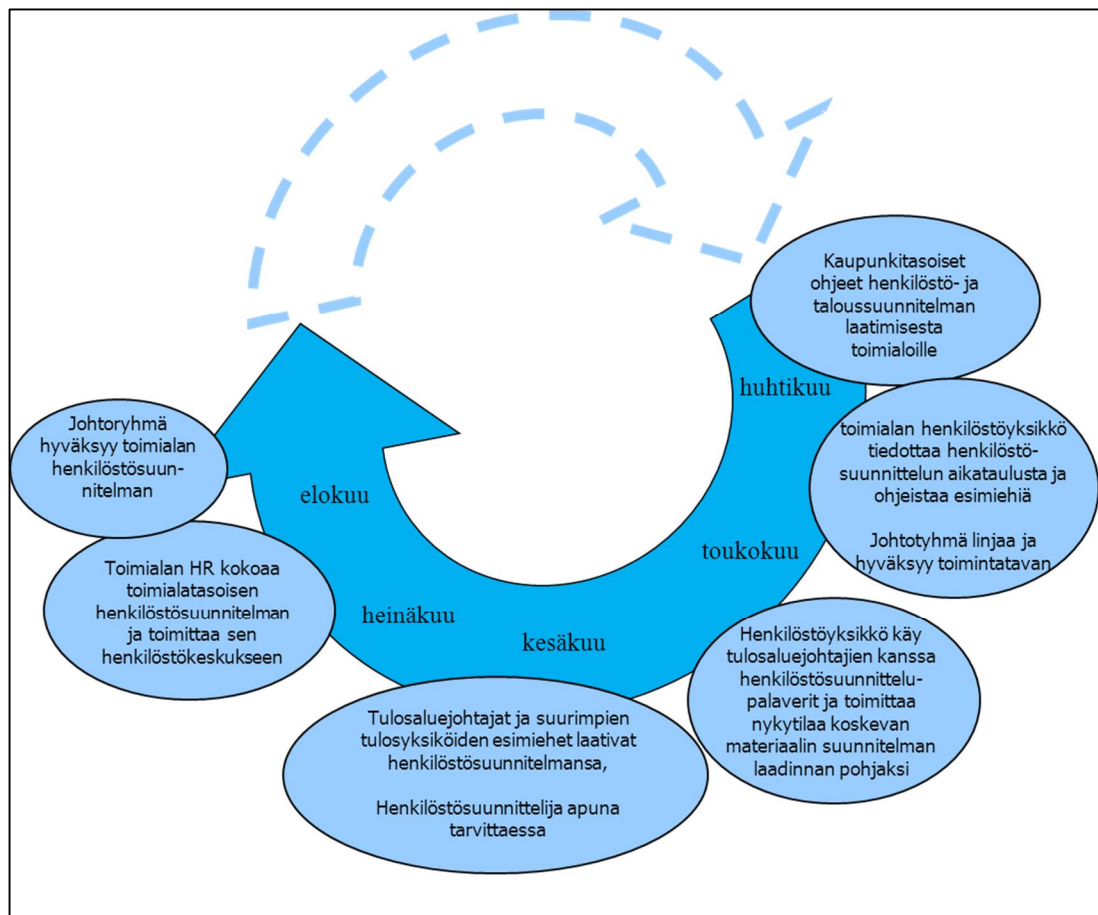 Kaupunkitasoiset
ohjeet henkilöstö- ja
taloussuunnitelman
laatimisesta
toimialoille
huhtikuu
toimialan henkilöstöyksikkö
tiedottaa henkilöstö-
suunnittelun aikataulusta ja
ohjeistaa esimiehiä
Johtotyhmä linjaa ja
hyväksyy toimintatavan
toukokuu
Henkilöstöyksikkö käy
tulosaluejohtajien kanssa
henkilöstösuunnittelu-
palaverit ja toimittaa
nykytilaa koskevan
materiaalin suunnitelman
laadinnan pohjaksi
kesäkuu
Tulosaluejohtajat ja suurimpien
tulosyksiköiden esimiehet laativat
henkilöstösuunnitelmansa,
Henkilöstösuunnittelija apuna
tarvittaessa
heinäkuu
Toimialan HR kokoaa
toimialatasoisen
henkilöstösuunnitelman
ja toimittaa sen
henkilöstökeskukseen
elokuu
Johtoryhmä
hyväksyy toimialan
henkilöstösuun-
nitelman